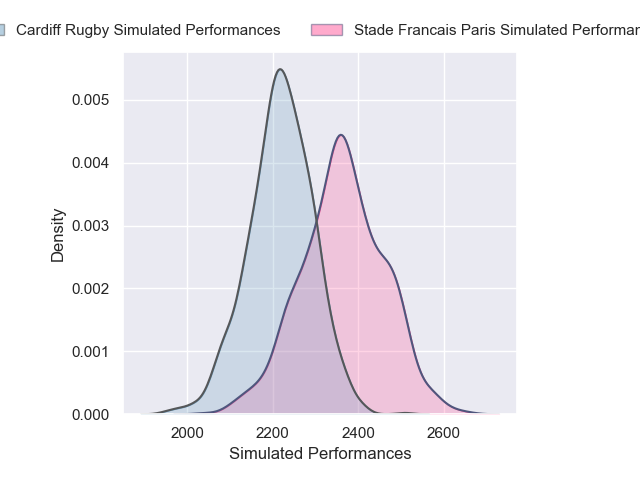 Cardiff Rugby Simulated Performances Stade Francais Paris Simulated
0.005
0.004
0.003
0.002
0.001
0.000
Density
2000 2200 2400 2600
Simulated Performances